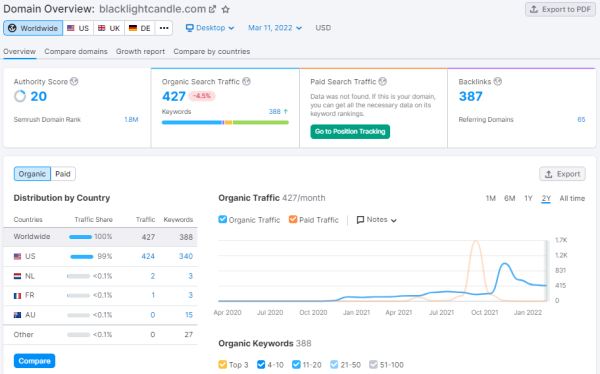 Domain Overview: blacklightcandle.com
Export to PDF
Worldwide US UK DE ••• Desktop Mar 11, 2022 USD
Overview Compare domains Growth report Compare by countries
Authority Score
20
Semrush Domain Rank 1.8M
Organic Search Traffic
427 -4.5%
Keywords 388 ↑
Paid Search Traffic
Data was not found. If this is your domain,
you can get all the necessary data on its
keyword rankings.
Go to Position Tracking
Backlinks
387
Referring Domains 65
Organic Paid
Export
Distribution by Country
Countries Traffic Share Traffic Keywords
Worldwide 100% 427 388
US 99% 424 340
NL <0.1% 2 3
FR <0.1% 1 3
AU <0.1% 0 15
Other <0.1% 0 27
Compare
Organic Traffic 427/month
1M 6M 1Y 2Y All time
Organic Traffic Paid Traffic Notes
1.7K
1.2K
831
415
0
Apr 2020 Jul 2020 Oct 2020 Jan 2021 Apr 2021 Jul 2021 Oct 2021 Jan 2022
Organic Keywords 388
Top 3 4-10 11-20 21-50 51-100